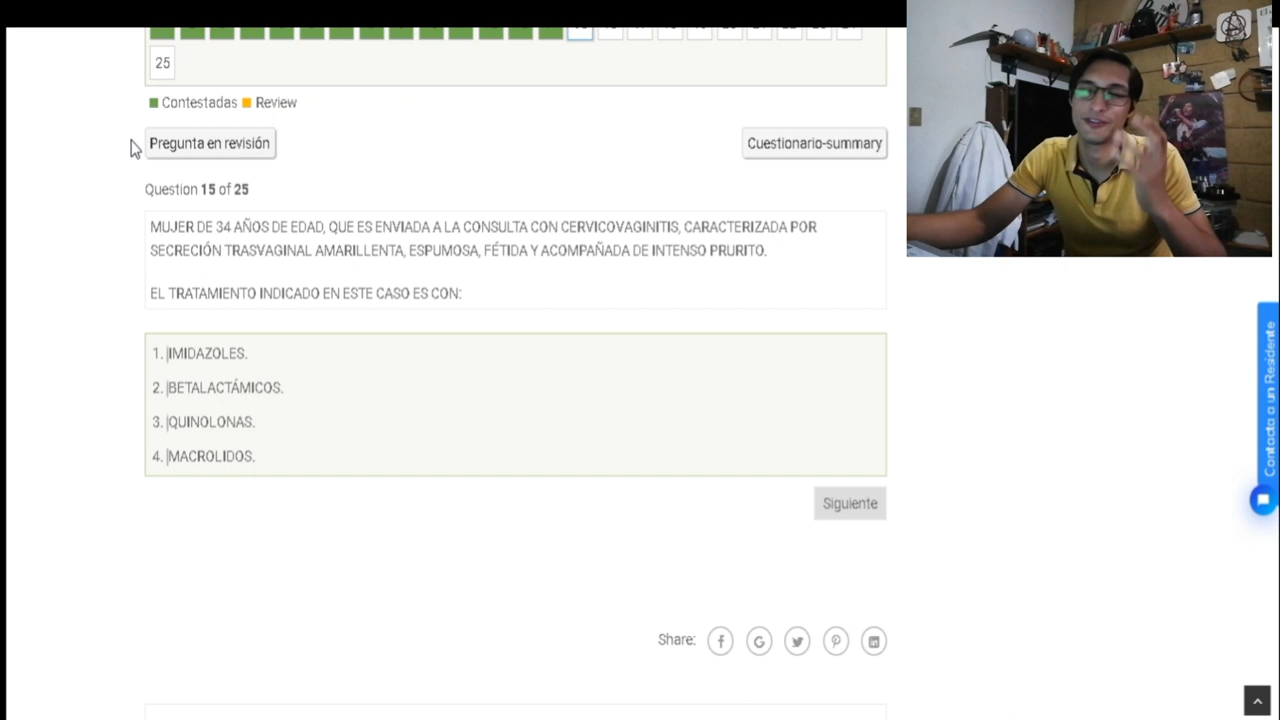 25
Contestadas Review
Pregunta en revisión
Cuestionario-summary
Question 15 of 25
MUJER DE 34 AÑOS DE EDAD, QUE ES ENVIADA A LA CONSULTA CON CERVICOVAGINITIS, CARACTERIZADA POR
SECRECIÓN TRASVAGINAL AMARILLENTA, ESPUMOSA, FÉTIDA Y ACOMPAÑADA DE INTENSO PRURITO.
EL TRATAMIENTO INDICADO EN ESTE CASO ES CON:
1. IMIDAZOLES.
2. BETALACTÁMICOS.
3. QUINOLONAS.
4. MACROLIDOS.
Siguiente
Share:
Contacta a un Residente